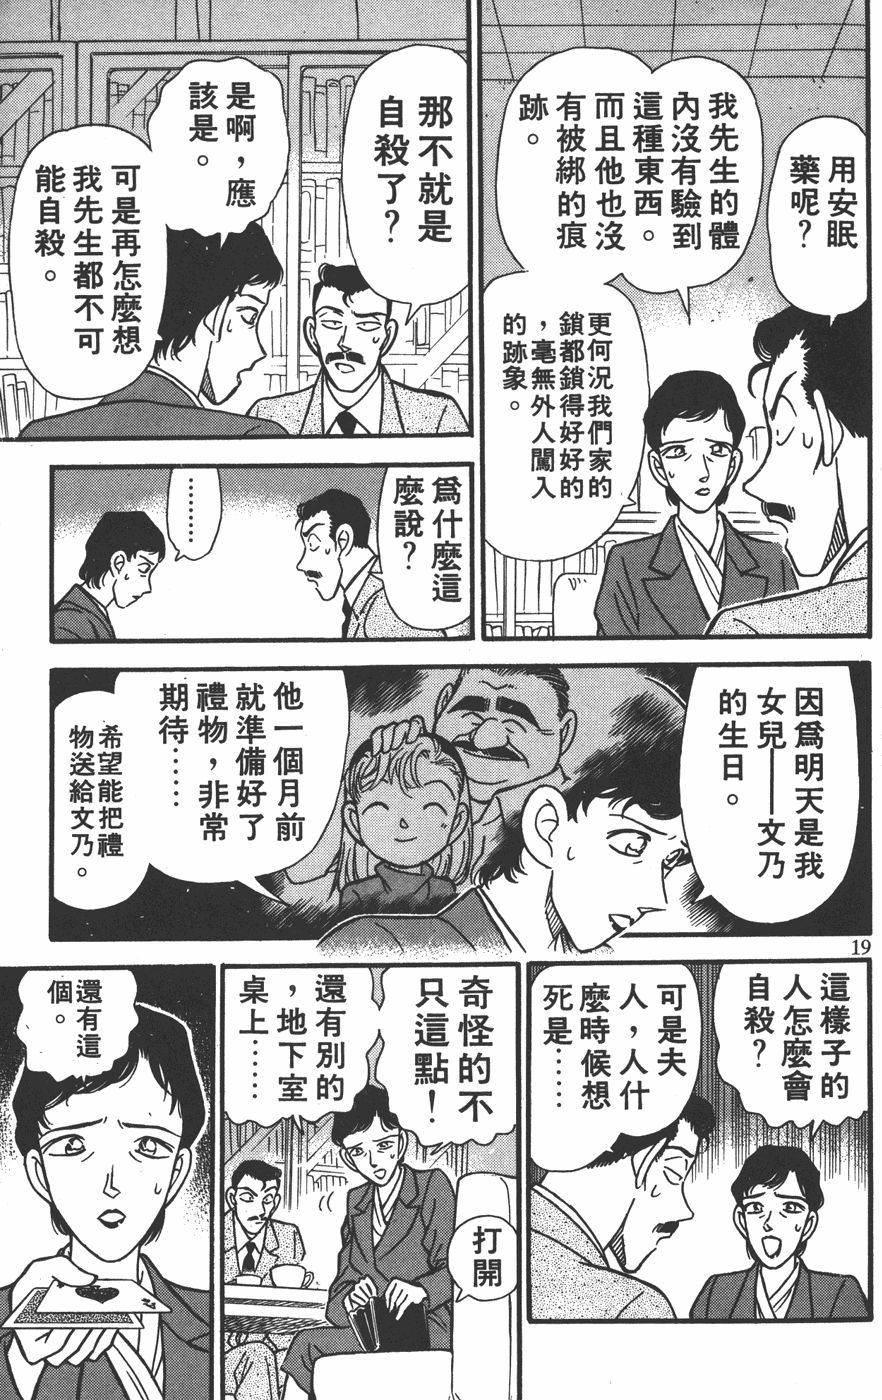 用安眠
藥呢？
我先生的體
內沒有驗到
這種東西。
而且他也沒
有被綁的痕
跡。
更何況我們家的
鎖都鎖得好好的
，毫無外人闖入
的跡象。
那不就是
自殺了？
是啊，應
該是。
可是再怎麼想
我先生都不可
能自殺。
爲什麼這
麼說？
⋯⋯⋯
因爲明天是我
女兒——文乃
的生日。
他一個月前
就準備好了
禮物，非常
期待⋯⋯
希望能把禮
物送給文乃。
19
這樣子的
人怎麼會
自殺？
可是夫
人，人什
麼時候想
死是⋯⋯
奇怪的不
只這點！
還有別的
，地下室
桌上⋯⋯
打開
還有這
個。